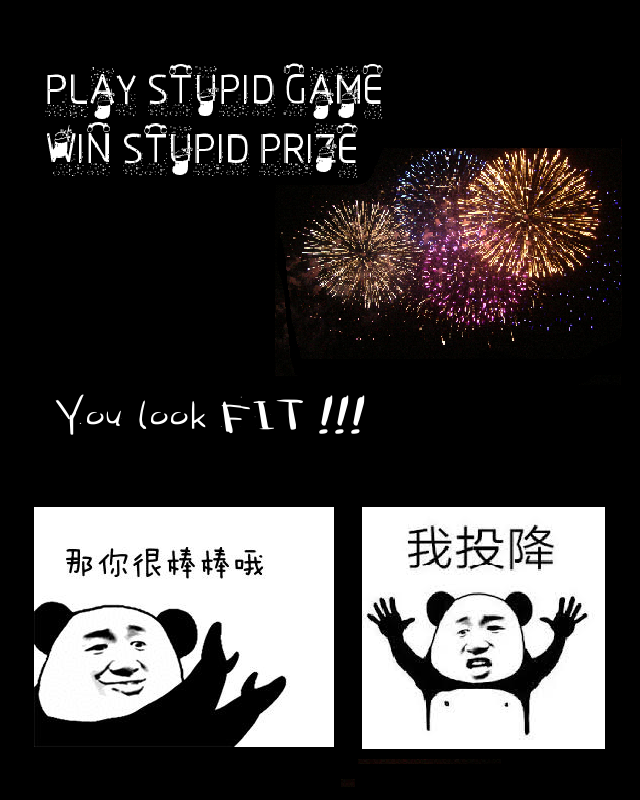 PLAY STUPID GAME
WIN STUPID PRIZE
You look FIT !!!
那你很棒棒哦
我投降